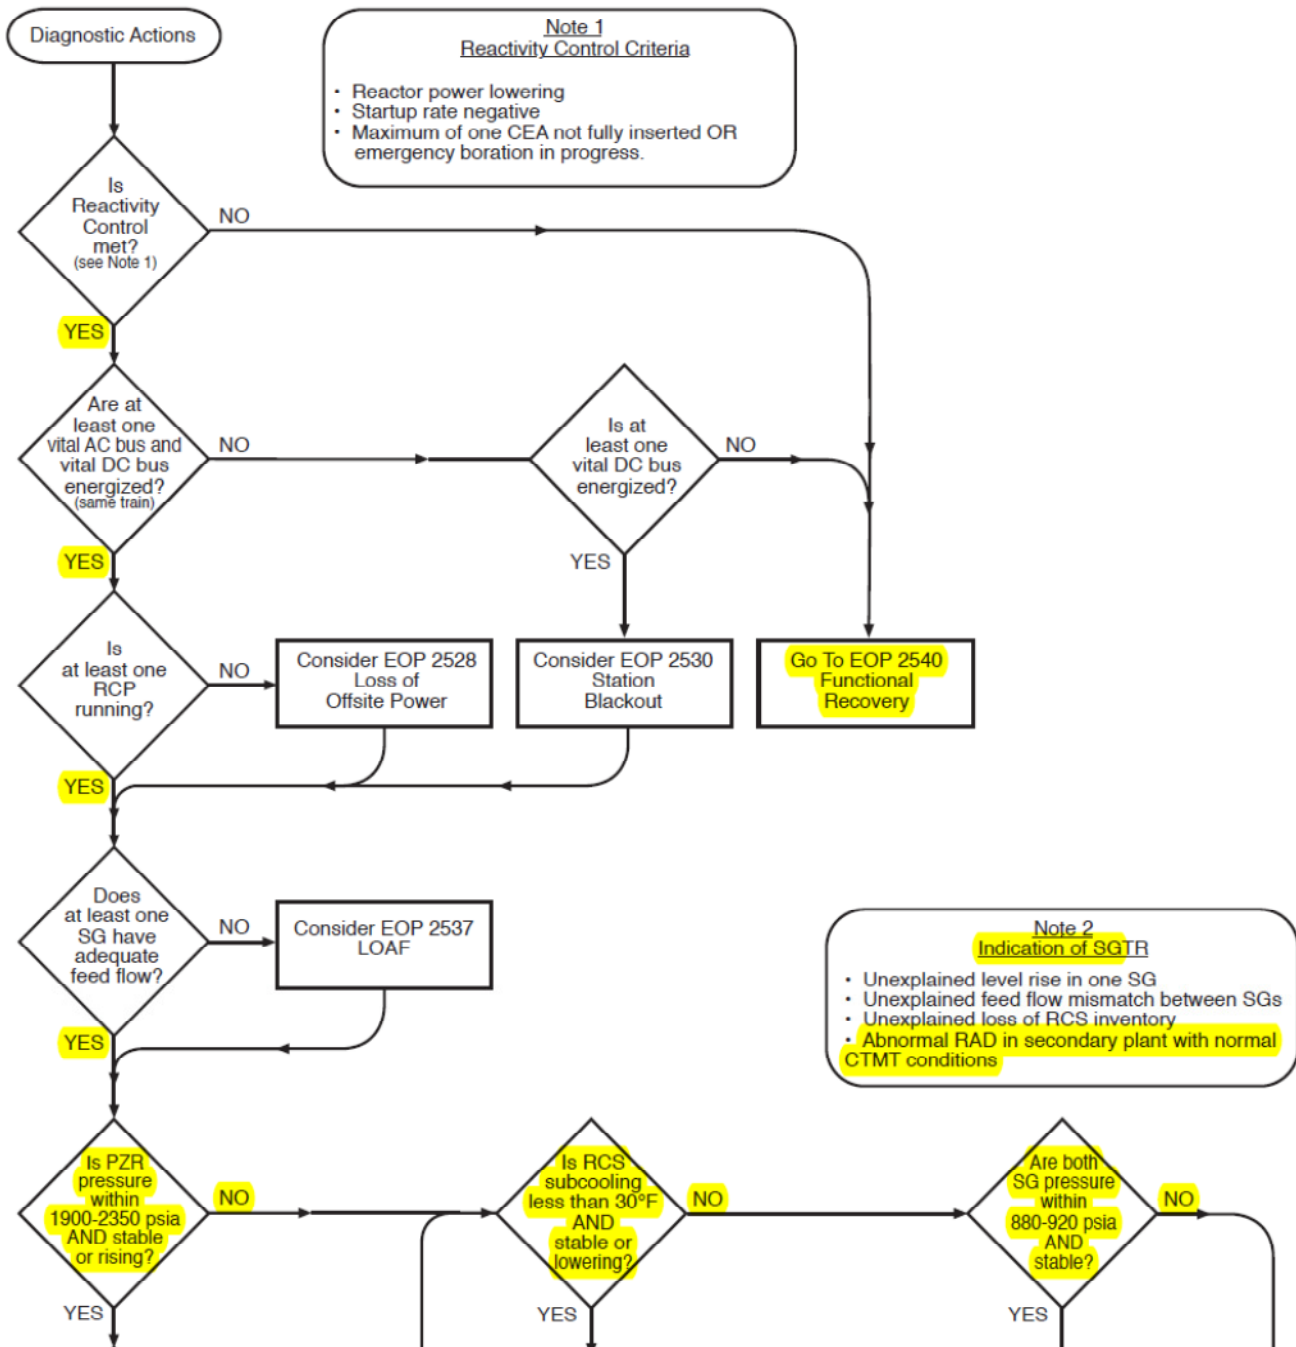 Diagnostic Actions
Note 1
Reactivity Control Criteria
• Reactor power lowering
• Startup rate negative
• Maximum of one CEA not fully inserted OR
emergency boration in progress.
Is
Reactivity
Control
met?
(see Note 1)
NO
YES
Are at
least one
vital AC bus and
vital DC bus
energized?
(same train)
NO
Is at
least one
vital DC bus
energized?
NO
YES
YES
Is
at least one
RCP
running?
NO
Consider EOP 2528
Loss of
Offsite Power
Consider EOP 2530
Station
Blackout
Go To EOP 2540
Functional
Recovery
YES
Does
at least one
SG have
adequate
feed flow?
NO
Consider EOP 2537
LOAF
Note 2
Indication of SGTR
• Unexplained level rise in one SG
• Unexplained feed flow mismatch between SGs
• Unexplained loss of RCS inventory
• Abnormal RAD in secondary plant with normal
CTMT conditions
YES
Is PZR
pressure
within
1900-2350 psia
AND stable
or rising?
NO
Is RCS
subcooling
less than 30°F
AND
stable or
lowering?
NO
Are both
SG pressure
within
880-920 psia
AND
stable?
NO
YES
YES
YES